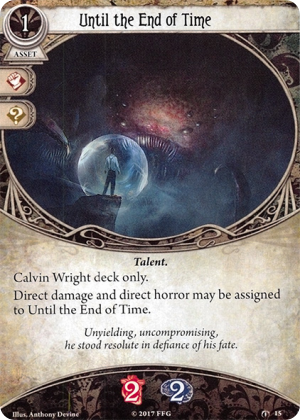 Until the End of Time
1
ASSET
Talent.
Calvin Wright deck only.
Direct damage and direct horror may be assigned
to Until the End of Time.
Unyielding, uncompromising,
he stood resolute in defiance of his fate.
2 2
Illus. Anthony Devine
© 2017 FFG
15